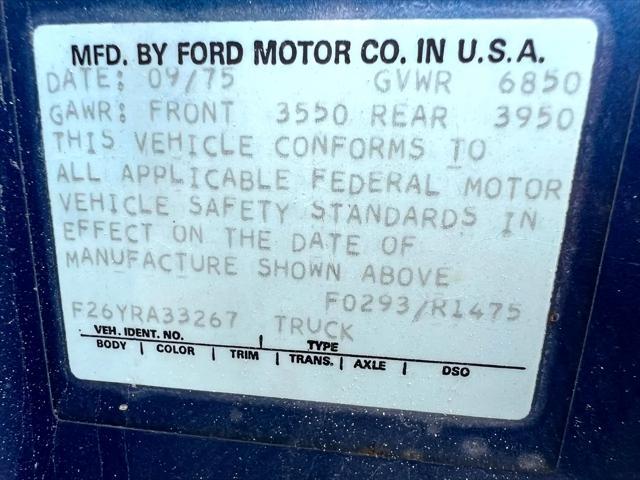 MFD. BY FORD MOTOR CO. IN U.S.A.
DATE: 09/75 GVWR 6850
GAWR: FRONT 3550 REAR 3950
THIS VEHICLE CONFORMS TO
ALL APPLICABLE FEDERAL MOTOR
VEHICLE SAFETY STANDARDS IN
EFFECT ON THE DATE OF
MANUFACTURE SHOWN ABOVE
F0293/R1475
F26YRA33267 TRUCK
VEH. IDENT. NO. | TYPE
BODY | COLOR | TRIM | TRANS. | AXLE | DSO